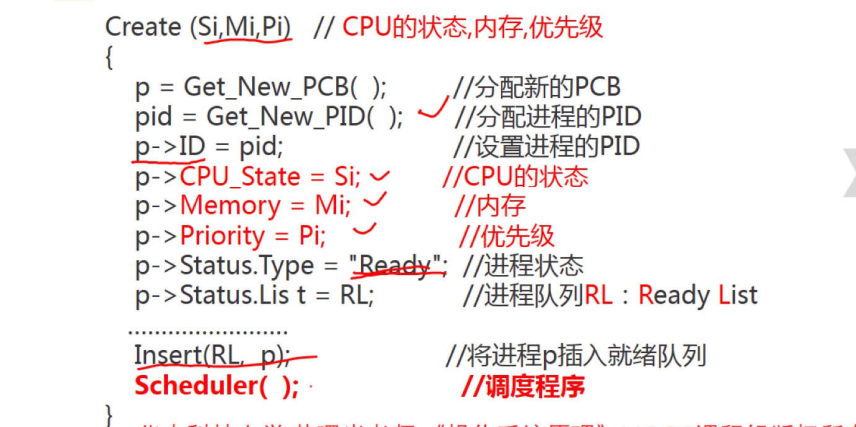 Create (Si,Mi,Pi) // CPU的状态,内存,优先级
{
p = Get_New_PCB( ); //分配新的PCB
pid = Get_New_PID( ); //分配进程的PID
p->ID = pid; //设置进程的PID
p->CPU_State = Si; //CPU的状态
p->Memory = Mi; //内存
p->Priority = Pi; //优先级
p->Status.Type = "Ready"; //进程状态
p->Status.Lis t = RL; //进程队列RL：Ready List
.......................
Insert(RL, p); //将进程p插入就绪队列
Scheduler( ); //调度程序
}